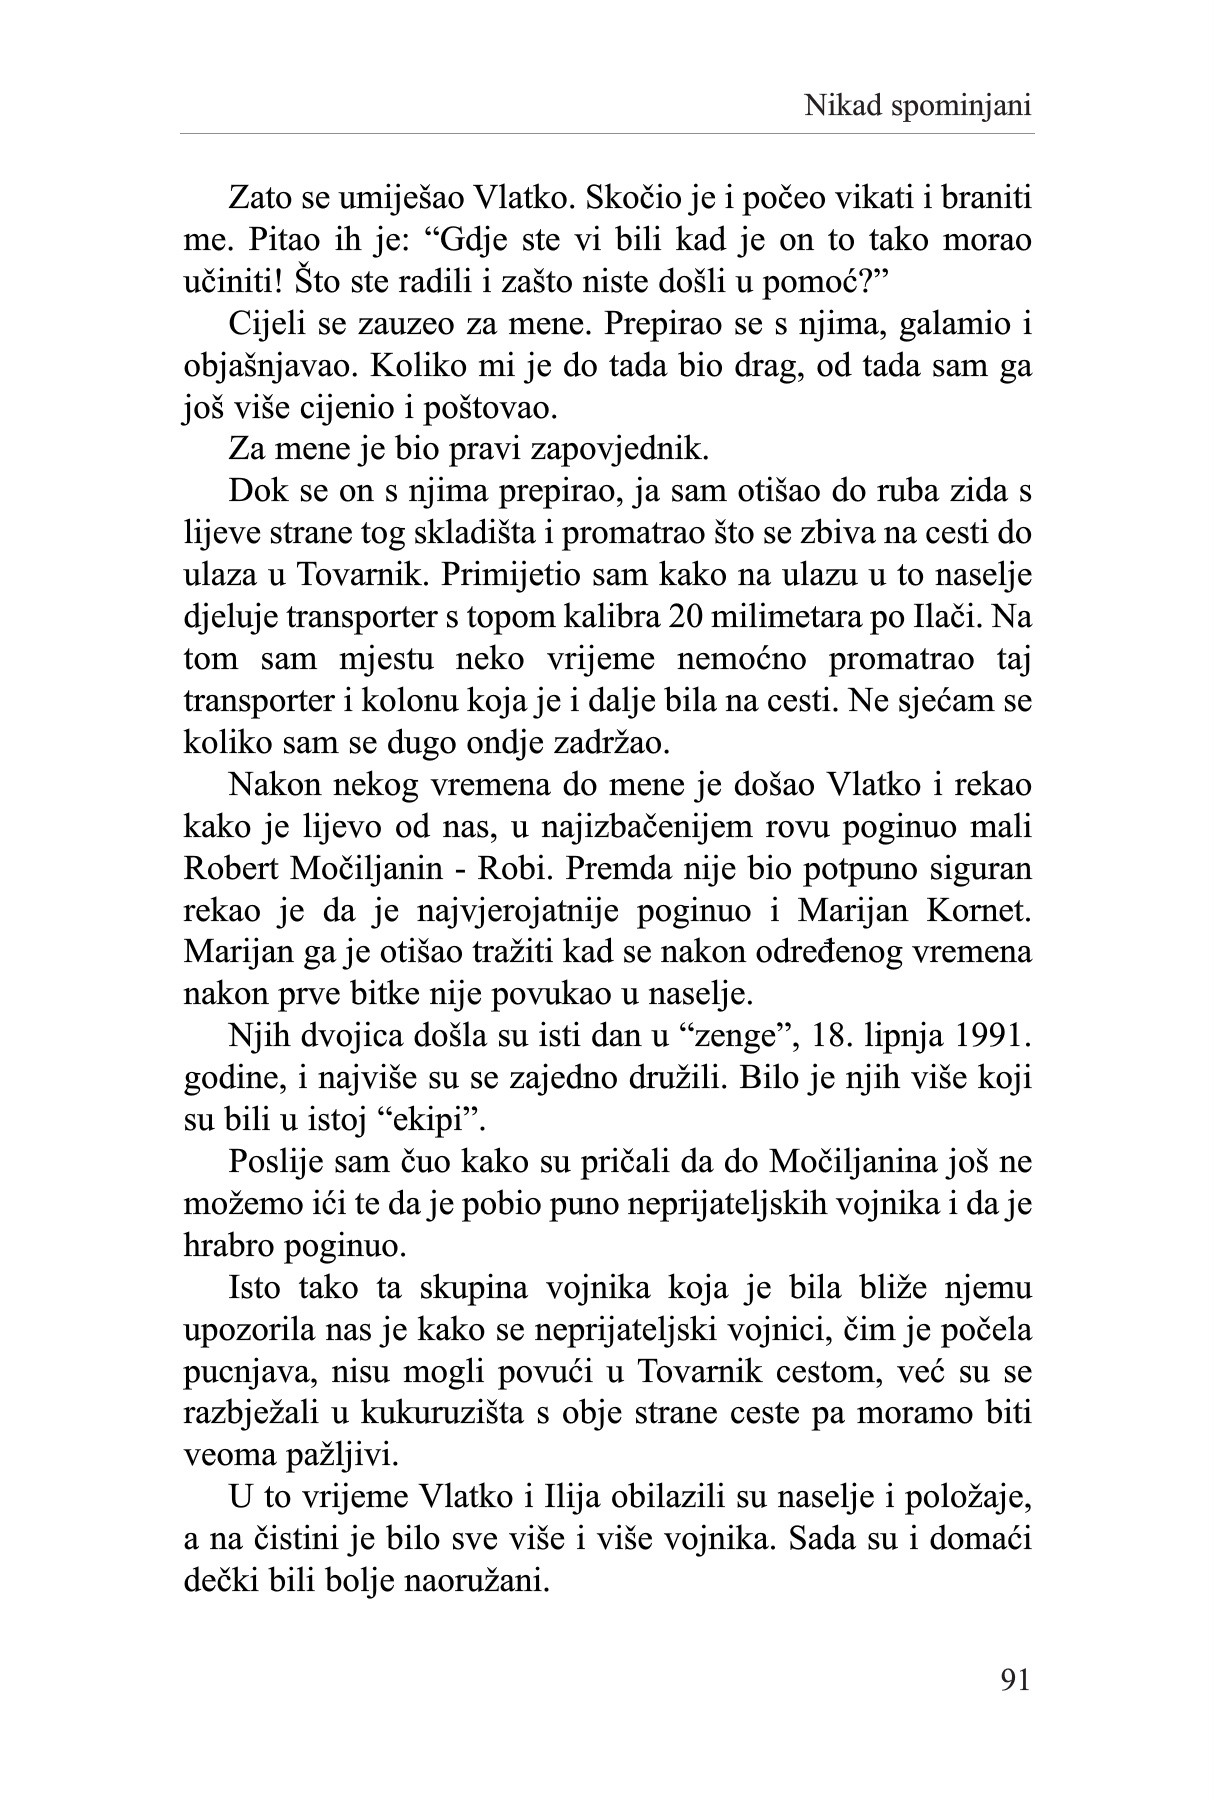 Nikad spominjani
Zato se umiješao Vlatko. Skočio je i počeo vikati i braniti
me. Pitao ih je: “Gdje ste vi bili kad je on to tako morao
učiniti! Što ste radili i zašto niste došli u pomoć?”
Cijeli se zauzeo za mene. Prepirao se s njima, galamio i
objašnjavao. Koliko mi je do tada bio drag, od tada sam ga
još više cijenio i poštovao.
Za mene je bio pravi zapovjednik.
Dok se on s njima prepirao, ja sam otišao do ruba zida s
lijeve strane tog skladišta i promatrao što se zbiva na cesti do
ulaza u Tovarnik. Primijetio sam kako na ulazu u to naselje
djeluje transporter s topom kalibra 20 milimetara po Ilači. Na
tom sam mjestu neko vrijeme nemoćno promatrao taj
transporter i kolonu koja je i dalje bila na cesti. Ne sjećam se
koliko sam se dugo ondje zadržao.
Nakon nekog vremena do mene je došao Vlatko i rekao
kako je lijevo od nas, u najizbačenijem rovu poginuo mali
Robert Močiljanin - Robi. Premda nije bio potpuno siguran
rekao je da je najvjerojatnije poginuo i Marijan Kornet.
Marijan ga je otišao tražiti kad se nakon određenog vremena
nakon prve bitke nije povukao u naselje.
Njih dvojica došla su isti dan u “zenge”, 18. lipnja 1991.
godine, i najviše su se zajedno družili. Bilo je njih više koji
su bili u istoj “ekipi”.
Poslije sam čuo kako su pričali da do Močiljanina još ne
možemo ići te da je pobio puno neprijateljskih vojnika i da je
hrabro poginuo.
Isto tako ta skupina vojnika koja je bila bliže njemu
upozorila nas je kako se neprijateljski vojnici, čim je počela
pucnjava, nisu mogli povući u Tovarnik cestom, već su se
razbježali u kukuruzišta s obje strane ceste pa moramo biti
veoma pažljivi.
U to vrijeme Vlatko i Ilija obilazili su naselje i položaje,
a na čistini je bilo sve više i više vojnika. Sada su i domaći
dečki bili bolje naoružani.
91